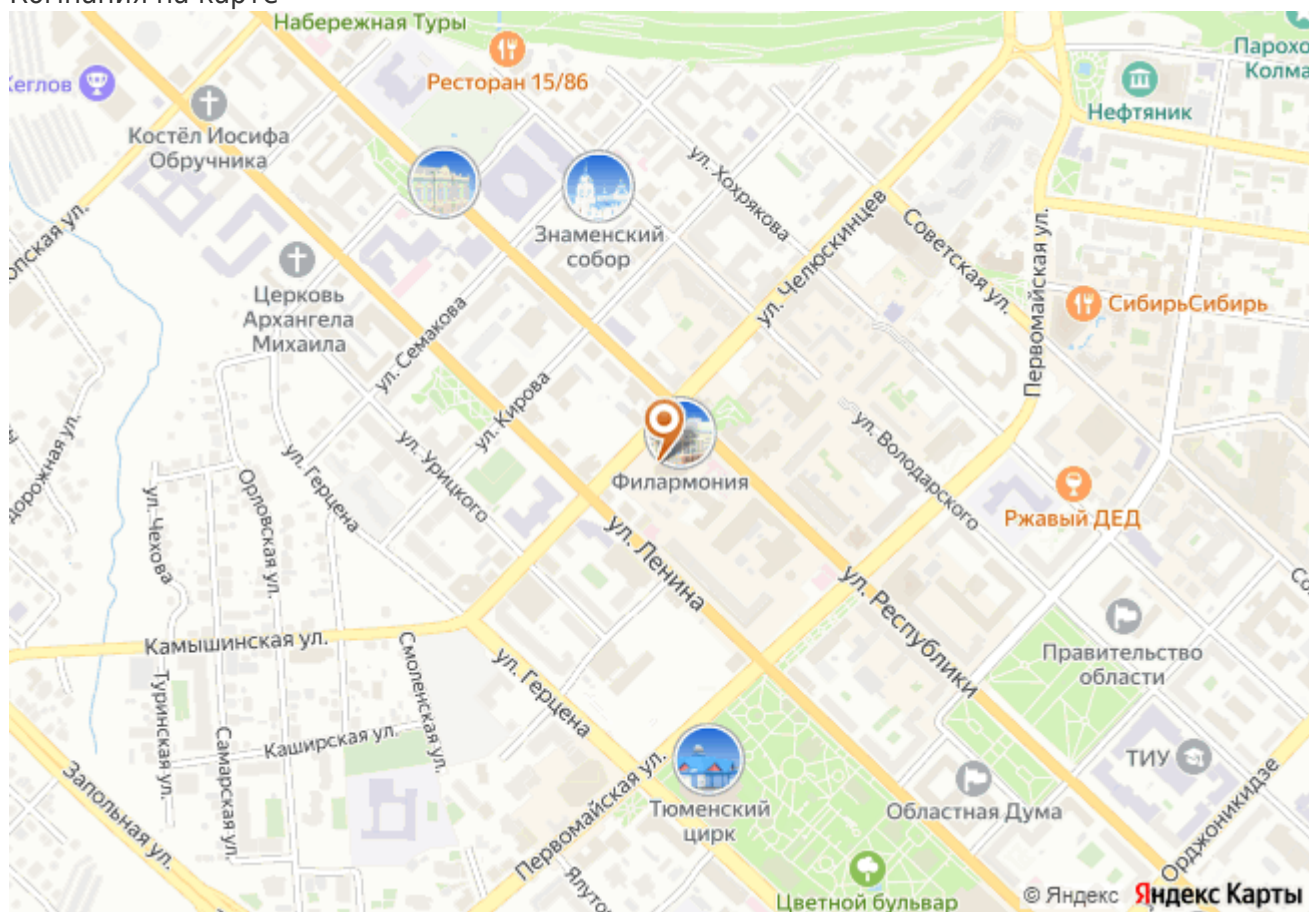 Компания на карте
Набережная Туры
Ресторан 15/86
Костёл Иосифа
Обручника
Нефтяник
ул. Хохрякова
Знаменский
собор
ул. Челюскинцев
Советская ул.
Первомайская ул.
СибирьСибирь
Церковь
Архангела
Михаила
ул. Семакова
ул. Кирова
ул. Урицкого
ул. Герцена
Орловская ул.
ул. Чехова
Филармония
ул. Володарского
Ржавый ДЕД
ул. Ленина
ул. Республики
Правительство
области
Камышинская ул.
Туринская ул.
Смоленская ул.
Самарская ул.
Каширская ул.
ул. Герцена
Запольная ул.
Первомайская ул.
Тюменский
цирк
Областная Дума
ТИУ
Орджоникидзе
Цветной бульвар
© Яндекс Яндекс Карты